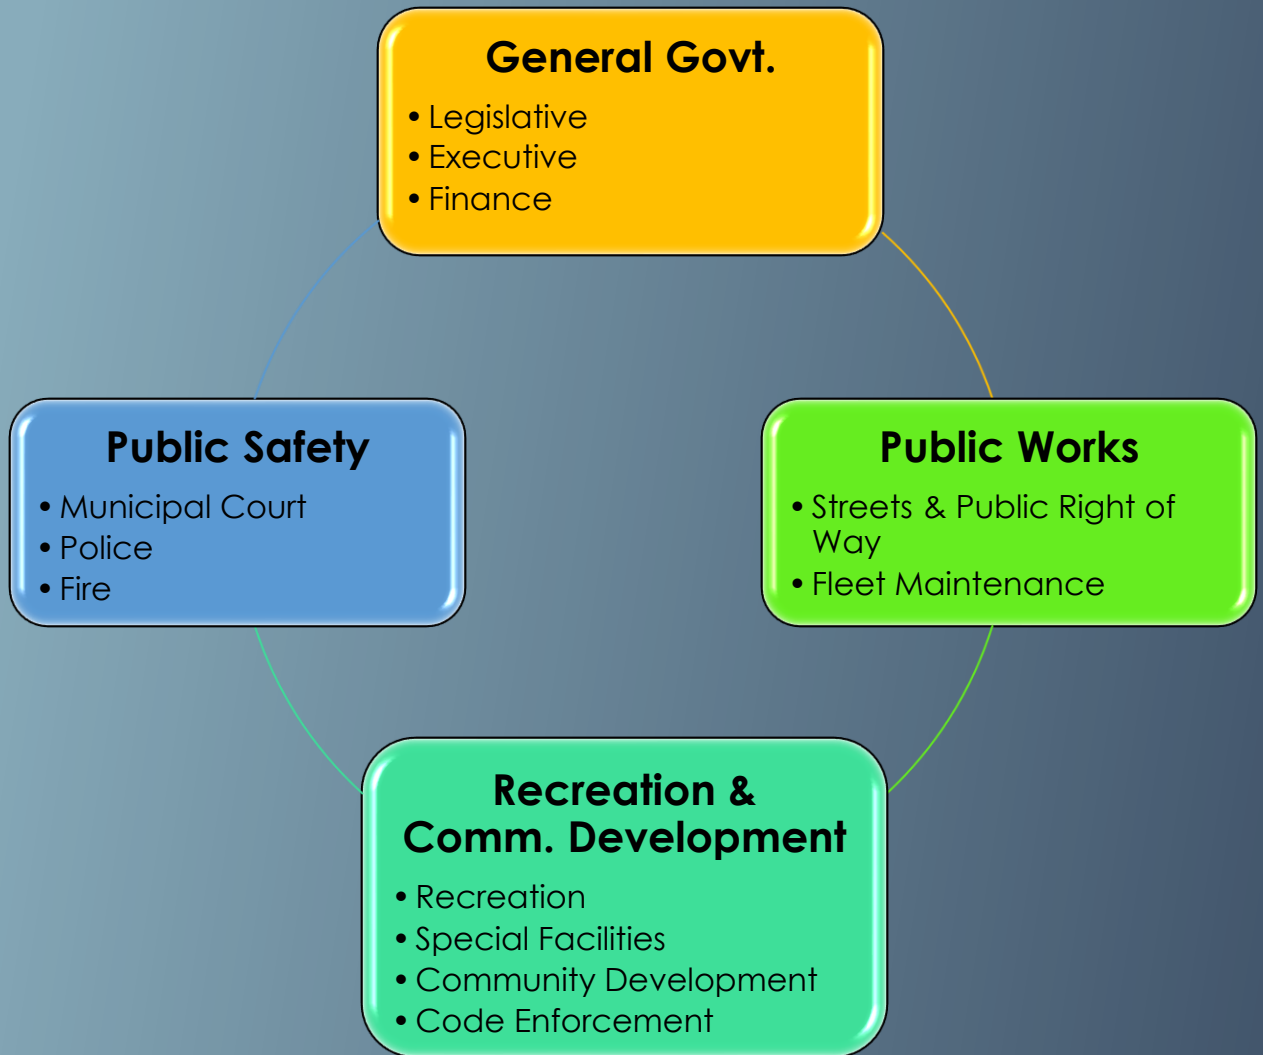 General Govt.
• Legislative
• Executive
• Finance
Public Safety
• Municipal Court
• Police
• Fire
Public Works
• Streets & Public Right of
Way
• Fleet Maintenance
Recreation &
Comm. Development
• Recreation
• Special Facilities
• Community Development
• Code Enforcement